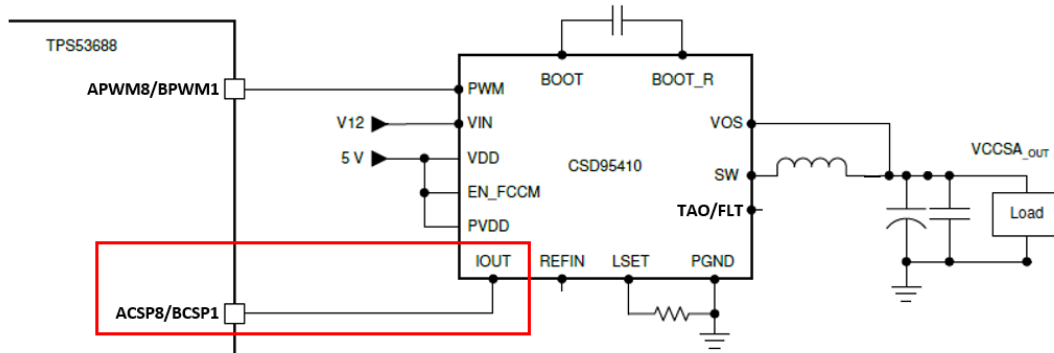 TPS53688
APWM8/BPWM1
BOOT
BOOT_R
PWM
V12
VIN
VOS
5 V
VDD
CSD95410
VCCSA_OUT
SW
EN_FCCM
TAO/FLT
Load
PVDD
IOUT
REFIN
LSET
PGND
ACSP8/BCSP1